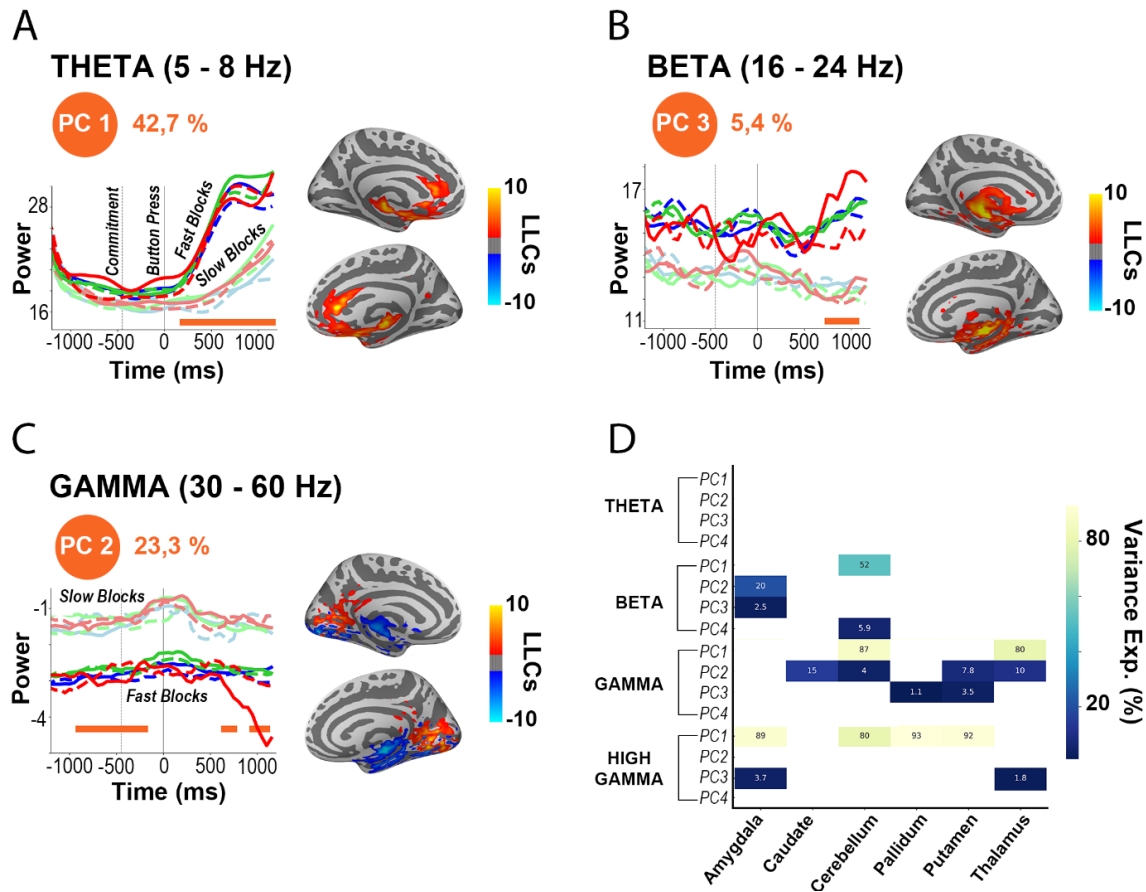 A
THETA (5 - 8 Hz)
PC 1
42,7 %
Power
28
16
Commitment
Button Press
Fast Blocks
Slow Blocks
-1000
-500
0
500
1000
Time (ms)
10
-10
LLCs
B
BETA (16 - 24 Hz)
PC 3
5,4 %
Power
17
11
-1000
-500
0
500
1000
Time (ms)
10
-10
LLCs
C
GAMMA (30 - 60 Hz)
PC 2
23,3 %
Power
-1
-4
Slow Blocks
Fast Blocks
-1000
-500
0
500
1000
Time (ms)
10
-10
LLCs
D
THETA
PC1
PC2
PC3
PC4
BETA
PC1
52
PC2
20
PC3
2.5
PC4
5.9
GAMMA
PC1
87
80
PC2
15
4
7.8
10
PC3
1.1
3.5
PC4
HIGH
GAMMA
PC1
89
80
93
92
PC2
PC3
3.7
1.8
PC4
Amygdala
Caudate
Cerebellum
Pallidum
Putamen
Thalamus
80
20
Variance Exp. (%)